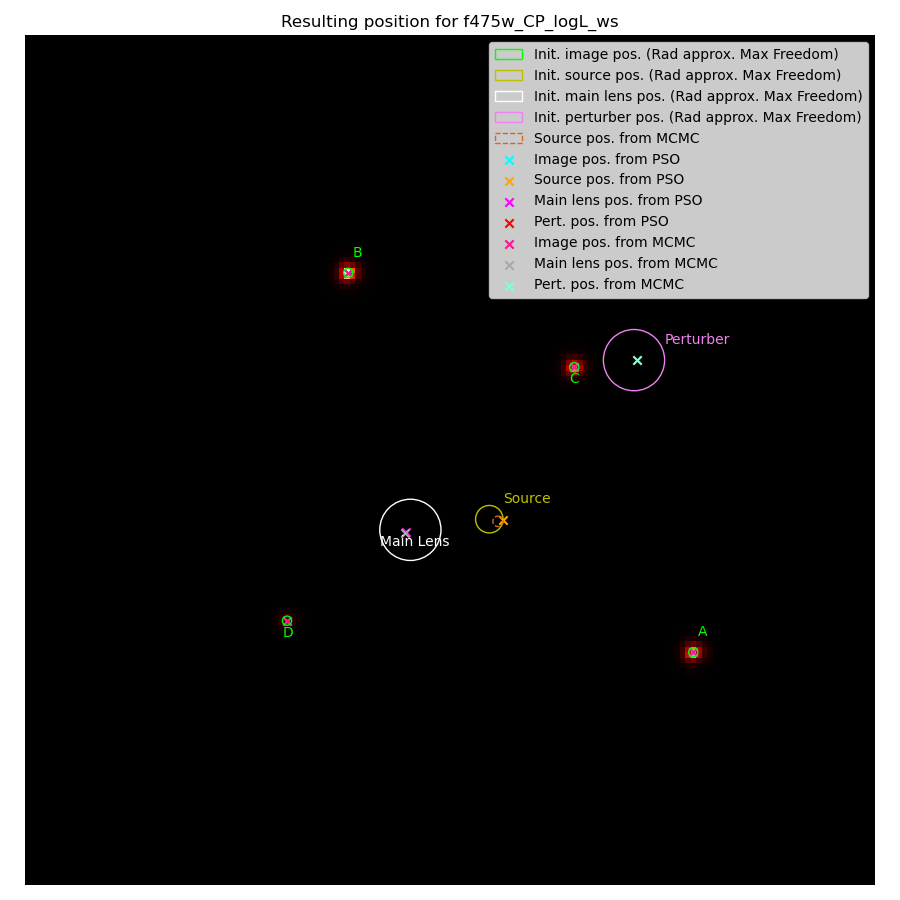 Resulting position for f475w_CP_logL_ws
Init. image pos. (Rad approx. Max Freedom)
Init. source pos. (Rad approx. Max Freedom)
Init. main lens pos. (Rad approx. Max Freedom)
Init. perturber pos. (Rad approx. Max Freedom)
Source pos. from MCMC
Image pos. from PSO
Source pos. from PSO
Main lens pos. from PSO
Pert. pos. from PSO
Image pos. from MCMC
Main lens pos. from MCMC
Pert. pos. from MCMC
B
Perturber
C
Source
Main Lens
D
A